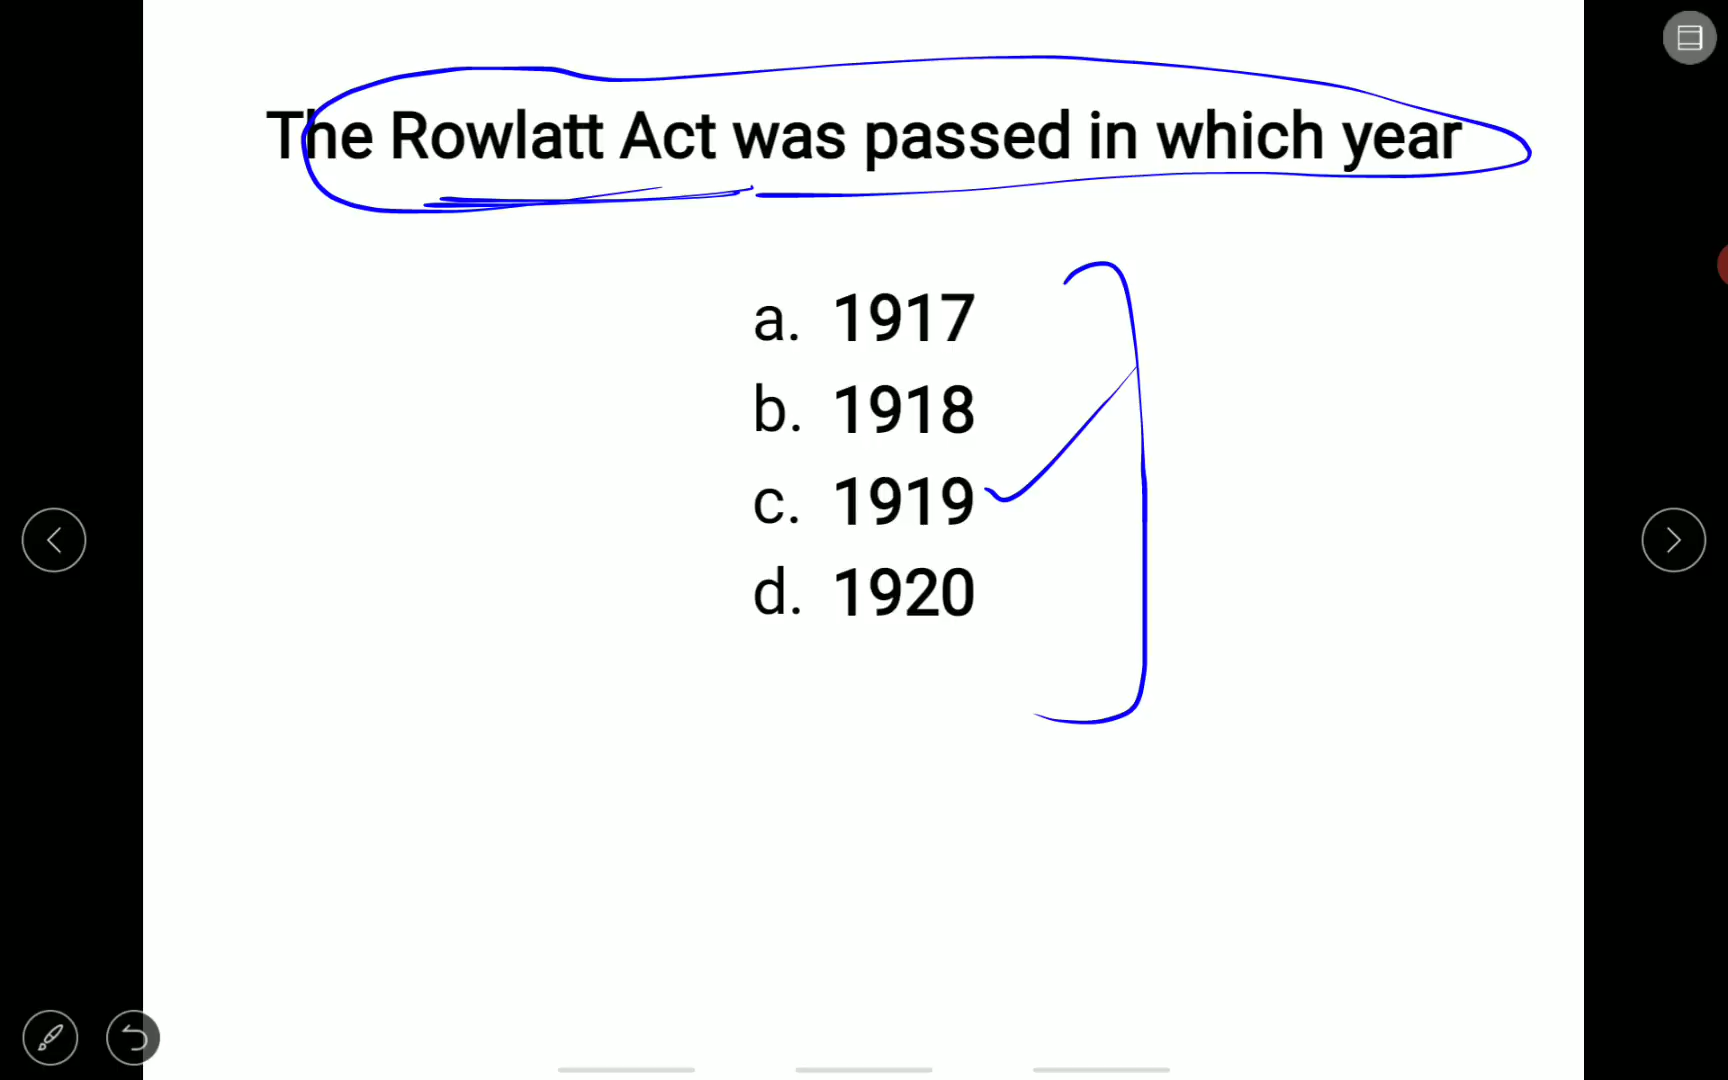 The Rowlatt Act was passed in which year
a. 1917
b. 1918
c. 1919
d. 1920